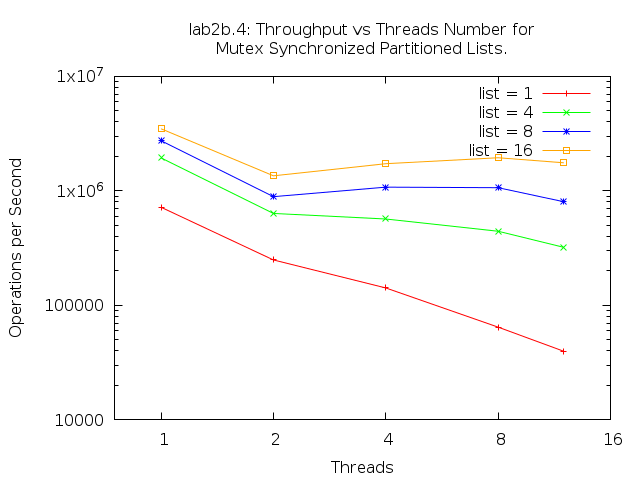 lab2b.4: Throughput vs Threads Number for
Mutex Synchronized Partitioned Lists.
1x10^7
1x10^6
100000
10000
Operations per Second
list = 1
list = 4
list = 8
list = 16
1 2 4 8 16
Threads